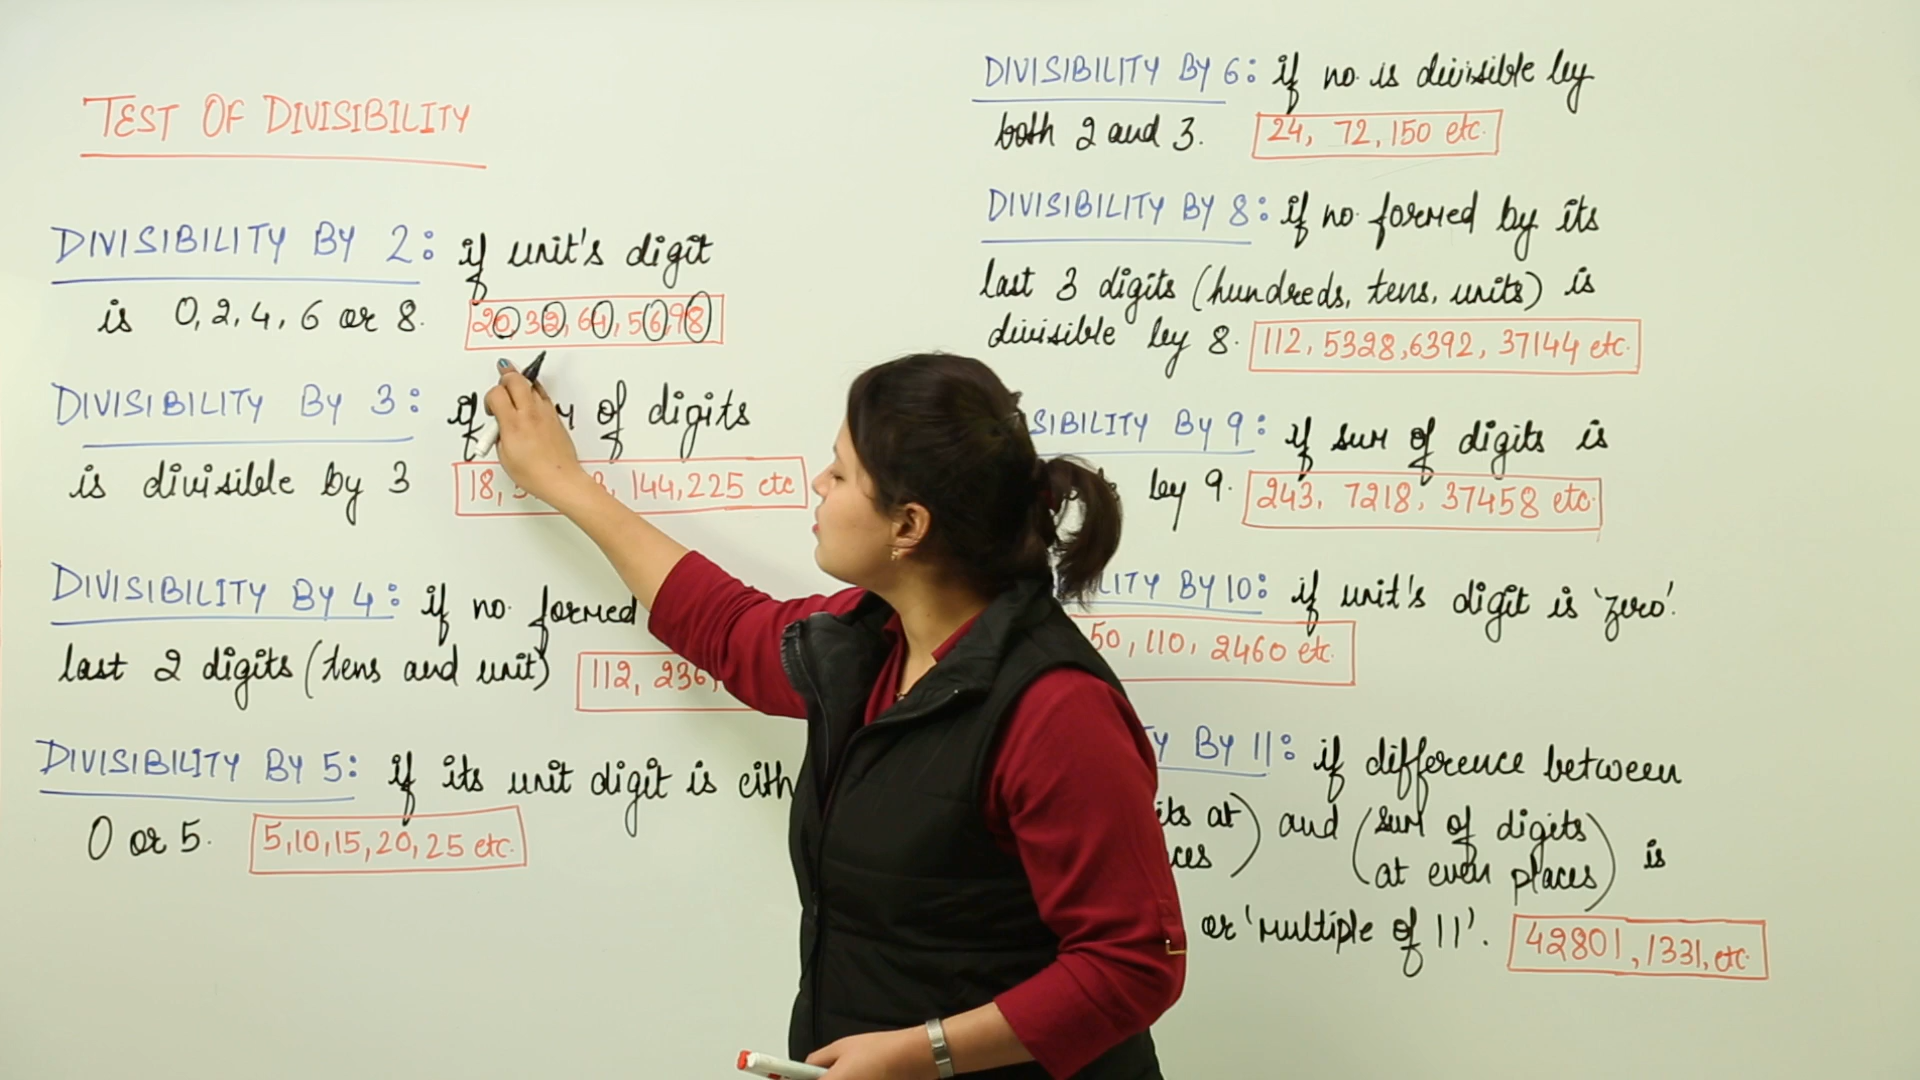 TEST OF DIVISIBILITY
DIVISIBILITY BY 2: if unit's digit
is 0, 2, 4, 6 or 8. 20, 32, 64, 56, 98
DIVISIBILITY BY 3: if of digits
is divisible by 3 18, 144, 225 etc
DIVISIBILITY BY 4: if no. formed
last 2 digits (tens and unit) 112, 236,
DIVISIBILITY BY 5: if its unit digit is eith
0 or 5. 5, 10, 15, 20, 25 etc.
DIVISIBILITY BY 6: if no. is divisible by
both 2 and 3. 24, 72, 150 etc.
DIVISIBILITY BY 8: if no. formed by its
last 3 digits (hundreds, tens, units) is
divisible by 8. 112, 5328, 6392, 37144 etc.
SIBILITY BY 9: if sum of digits is
by 9. 243, 7218, 37458 etc.
LITY BY 10: if unit's digit is 'zero'.
50, 110, 2460 etc.
Y BY 11: if difference between
its at) and (sum of digits
ces at even places) is
or 'multiple of 11'. 42801, 1331, etc.